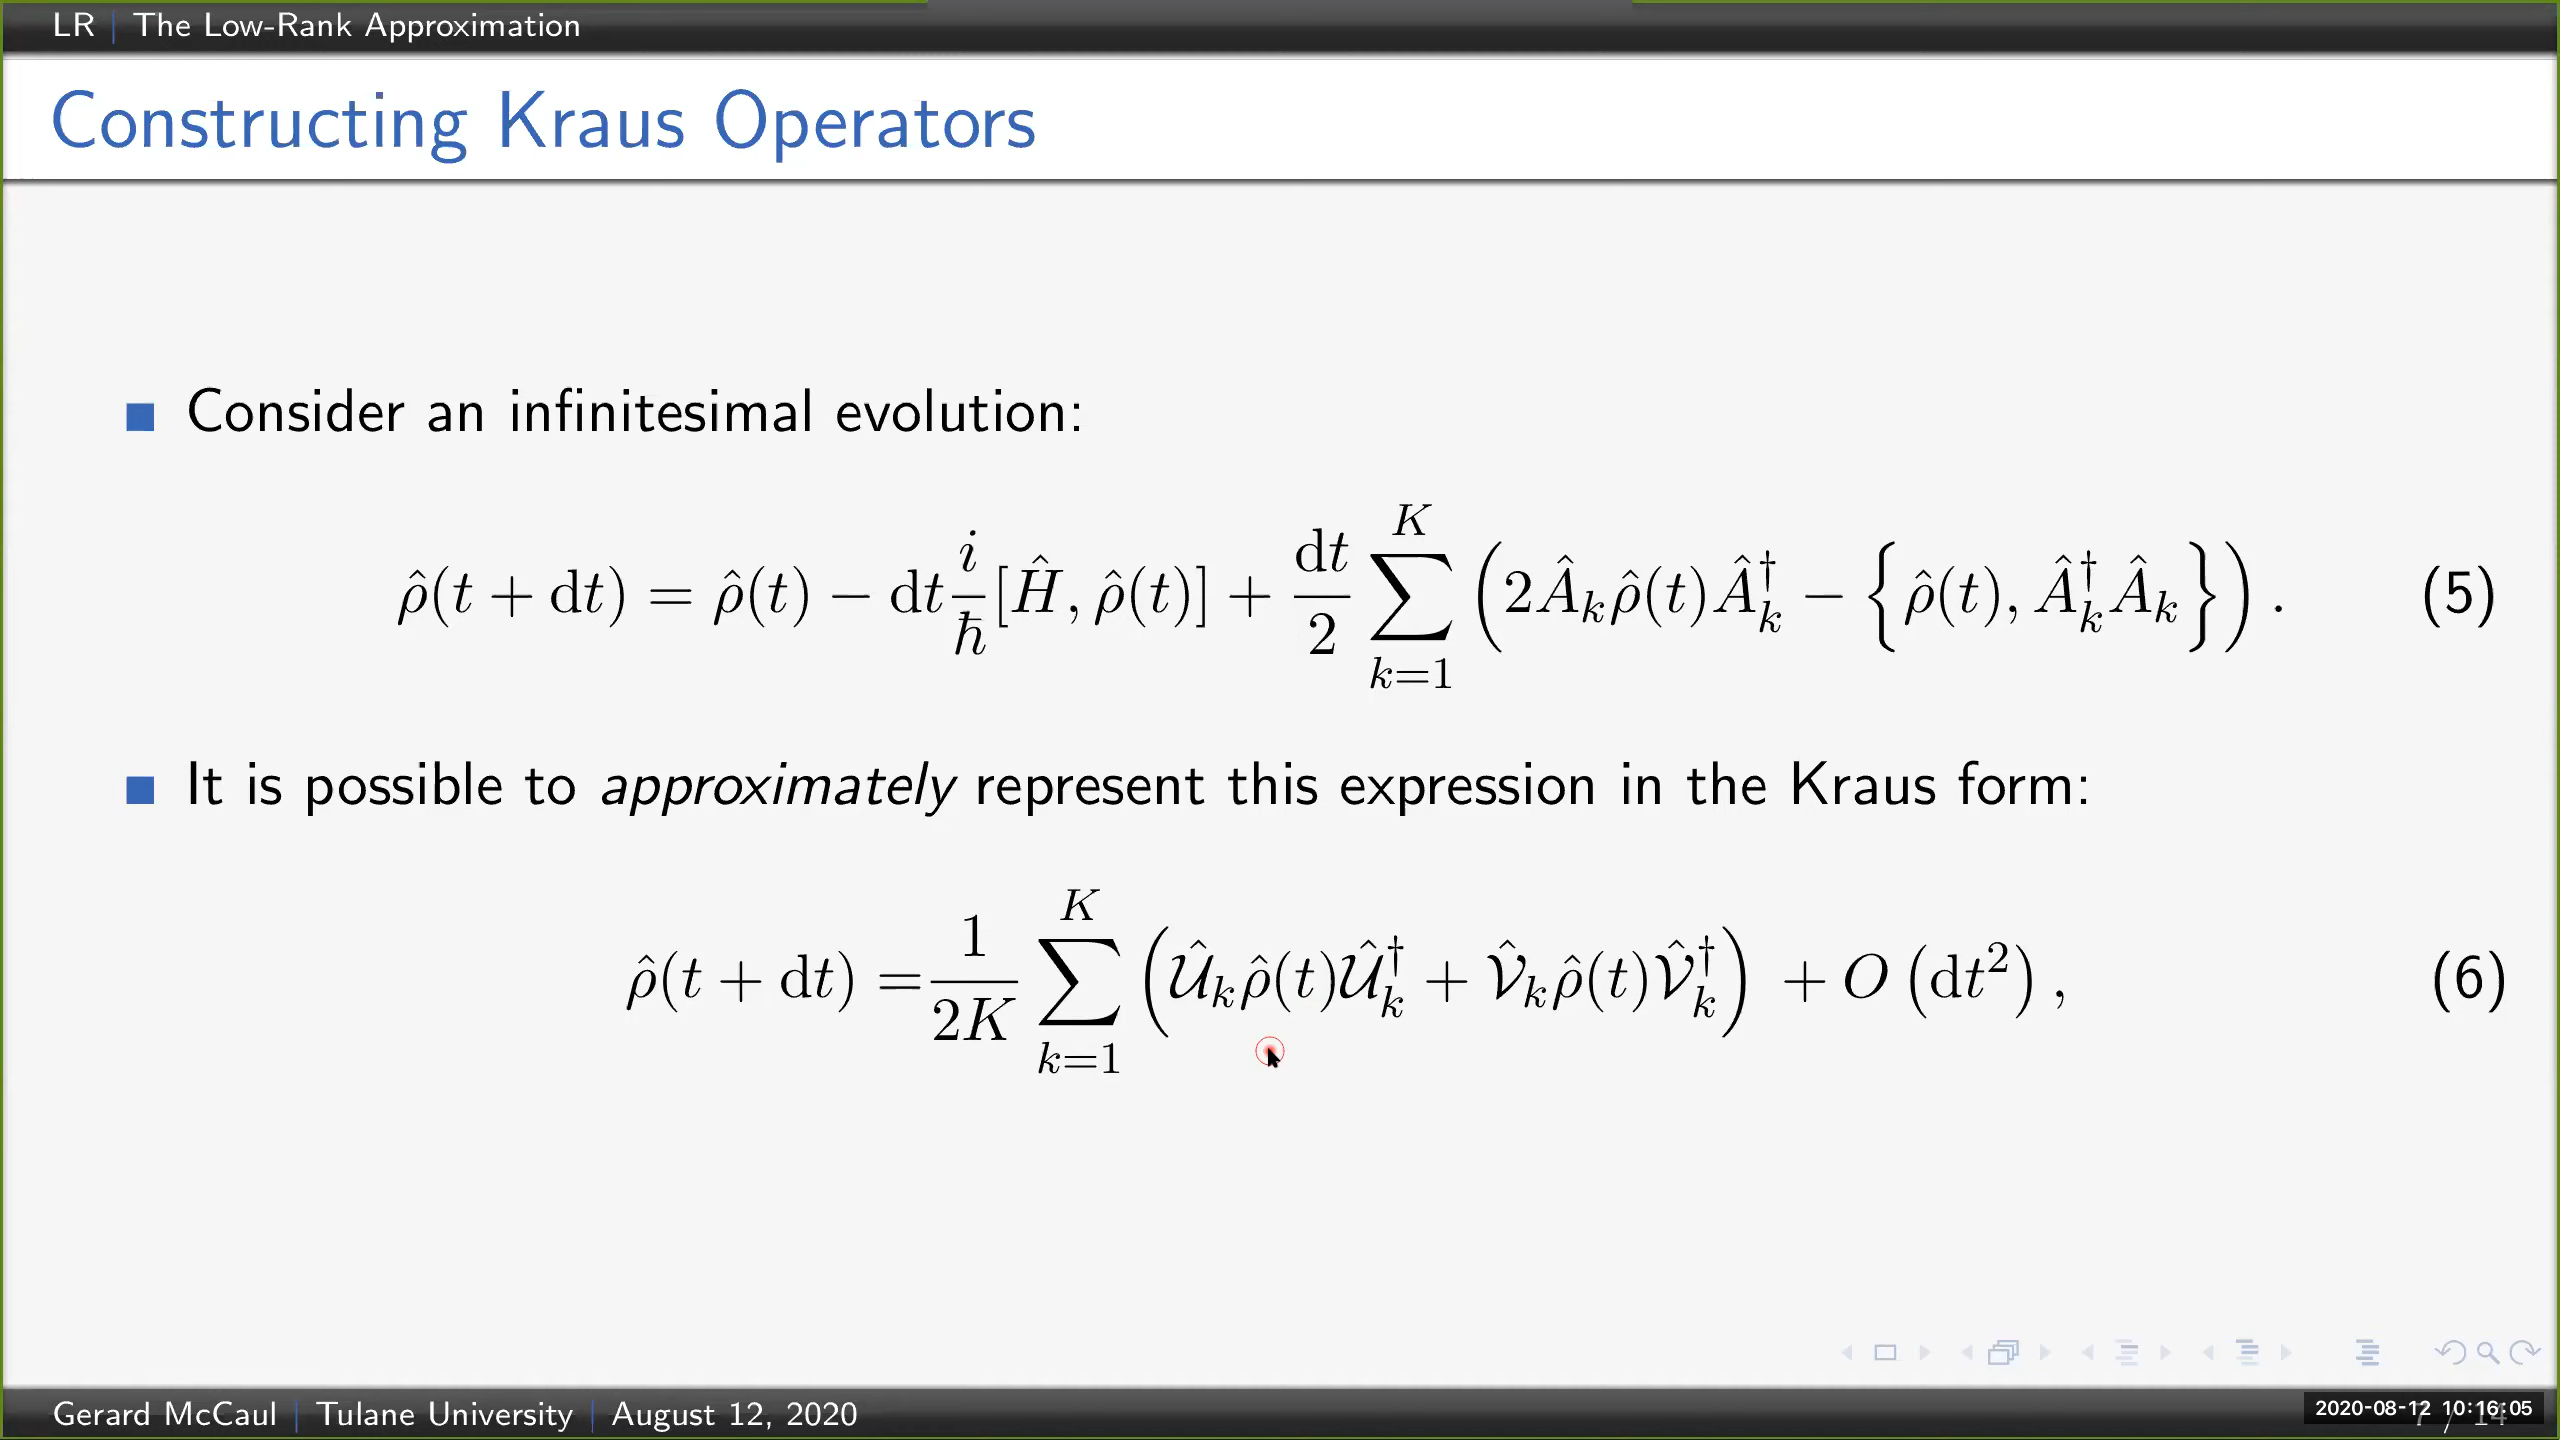 LR | The Low-Rank Approximation
Constructing Kraus Operators
Consider an infinitesimal evolution:
ρ̂(t + dt) = ρ̂(t) − dt i/ħ [Ĥ, ρ̂(t)] + dt/2 ∑_{k=1}^{K} (2Â_k ρ̂(t) Â_k^† − {ρ̂(t), Â_k^† Â_k}) . (5)
It is possible to approximately represent this expression in the Kraus form:
ρ̂(t + dt) = 1/2K ∑_{k=1}^{K} (𝒰̂_k ρ̂(t) 𝒰̂_k^† + 𝒱̂_k ρ̂(t) 𝒱̂_k^†) + O (dt²) , (6)
Gerard McCaul | Tulane University | August 12, 2020
2020-08-12 10:16:05
7 / 14